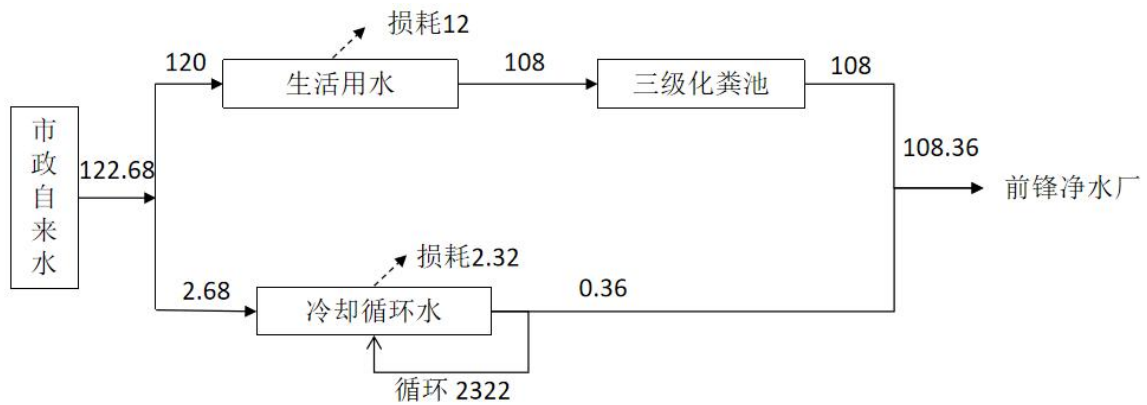 损耗12
120
生活用水
108
三级化粪池
108
市政自来水
122.68
108.36
前锋净水厂
损耗2.32
2.68
冷却循环水
0.36
循环 2322